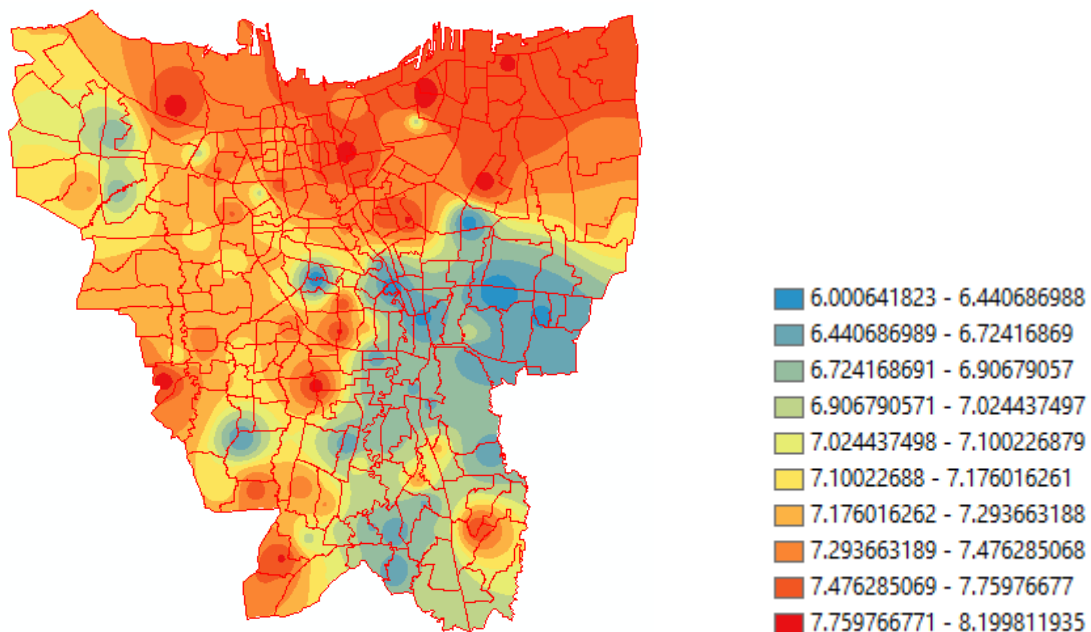 6.000641823 - 6.440686988
6.440686989 - 6.72416869
6.724168691 - 6.90679057
6.906790571 - 7.024437497
7.024437498 - 7.100226879
7.10022688 - 7.176016261
7.176016262 - 7.293663188
7.293663189 - 7.476285068
7.476285069 - 7.75976677
7.759766771 - 8.199811935